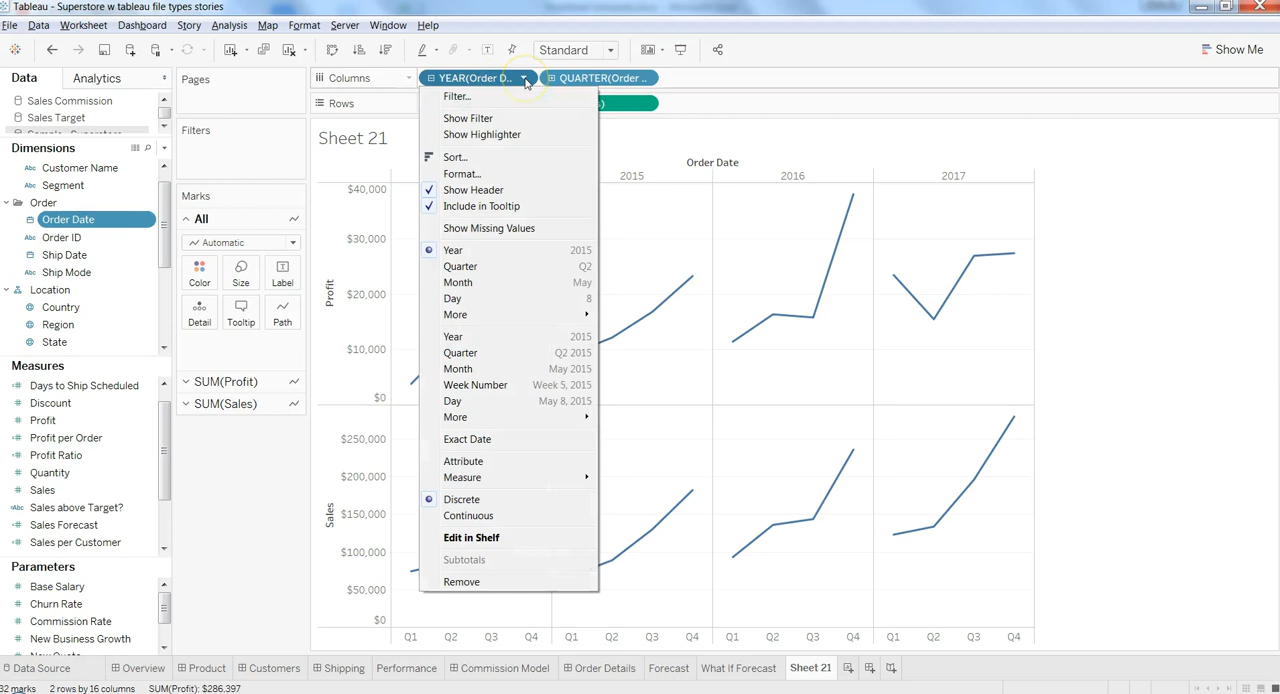 Tableau - Superstore w tableau file types stories
File Data Worksheet Dashboard Story Analysis Map Format Server Window Help
Standard
Show Me
Data Analytics
Sales Commission
Sales Target
Dimensions
Abc Customer Name
Abc Segment
Order
Order Date
Abc Order ID
Ship Date
Abc Ship Mode
Location
Country
Region
State
Measures
Days to Ship Scheduled
# Discount
# Profit
Profit per Order
Profit Ratio
# Quantity
# Sales
Abc Sales above Target?
Sales Forecast
Sales per Customer
Parameters
# Base Salary
# Churn Rate
# Commission Rate
# New Business Growth
Pages
Filters
Marks
All
Automatic
Color Size Label
Detail Tooltip Path
SUM(Profit)
SUM(Sales)
Columns YEAR(Order D.. QUARTER(Order ..
Rows
Sheet 21
Filter...
Show Filter
Show Highlighter
Sort...
Format...
Show Header
Include in Tooltip
Show Missing Values
Year 2015
Quarter Q2
Month May
Day 8
More
Year 2015
Quarter Q2 2015
Month May 2015
Week Number Week 5, 2015
Day May 8, 2015
More
Exact Date
Attribute
Measure
Discrete
Continuous
Edit in Shelf
Subtotals
Remove
Order Date
2015 2016 2017
Profit
$40,000
$30,000
$20,000
$10,000
$0
Sales
$250,000
$200,000
$150,000
$100,000
$50,000
$0
Q1 Q2 Q3 Q4 Q1 Q2 Q3 Q4 Q1 Q2 Q3 Q4 Q1 Q2 Q3 Q4
Data Source Overview Product Customers Shipping Performance Commission Model Order Details Forecast What If Forecast Sheet 21
32 marks 2 rows by 16 columns SUM(Profit): $286,397